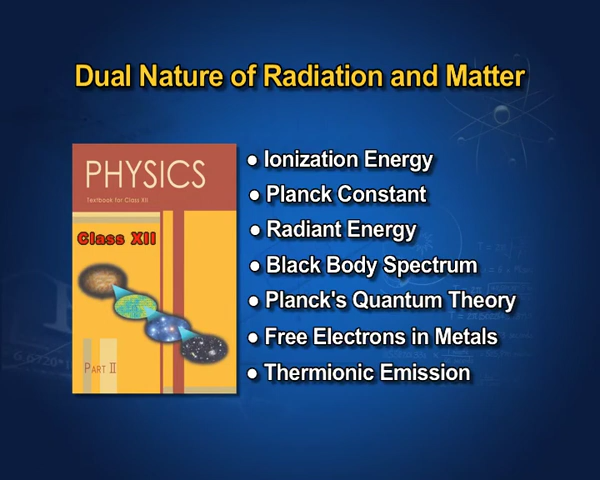 Dual Nature of Radiation and Matter
PHYSICS
Textbook for Class XII
Class XII
PART II
• Ionization Energy
• Planck Constant
• Radiant Energy
• Black Body Spectrum
• Planck's Quantum Theory
• Free Electrons in Metals
• Thermionic Emission